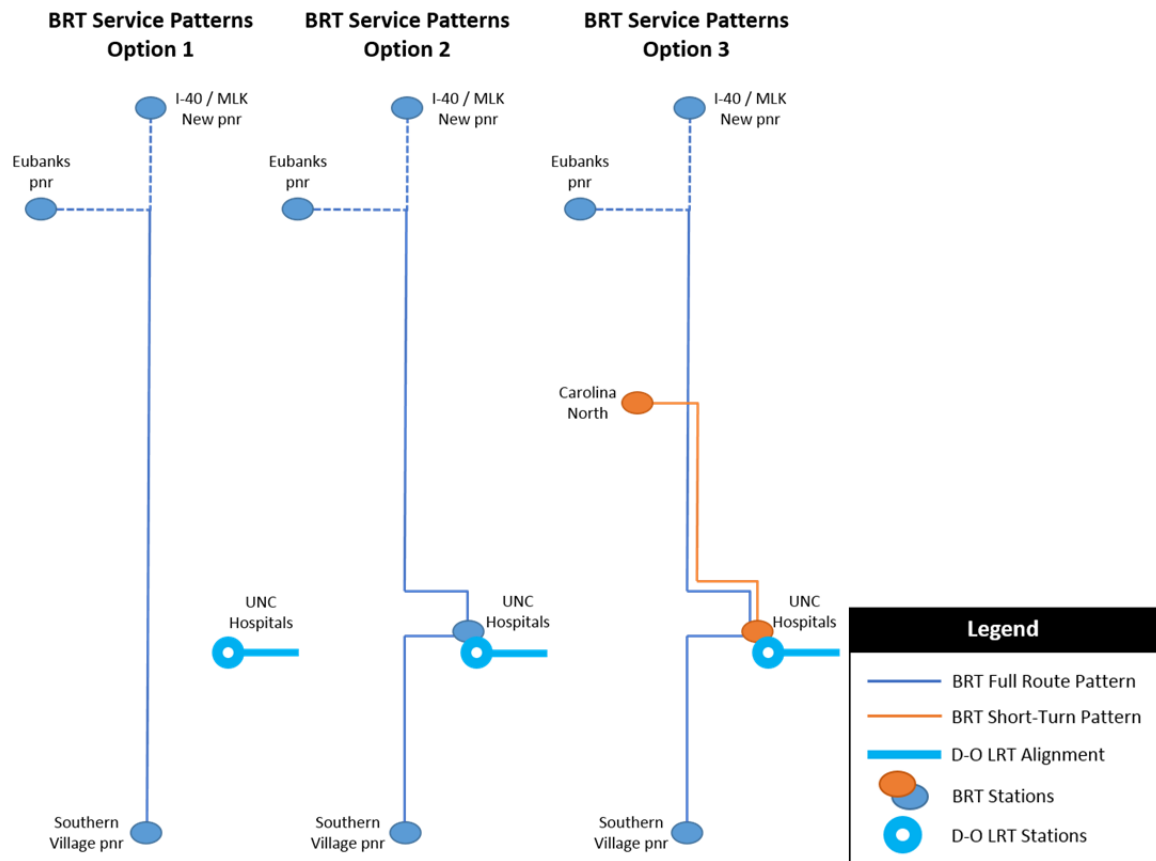 BRT Service Patterns
Option 1
I-40 / MLK
New pnr
Eubanks
pnr
UNC
Hospitals
Southern
Village pnr
BRT Service Patterns
Option 2
I-40 / MLK
New pnr
Eubanks
pnr
UNC
Hospitals
Southern
Village pnr
BRT Service Patterns
Option 3
I-40 / MLK
New pnr
Eubanks
pnr
Carolina
North
UNC
Hospitals
Southern
Village pnr
Legend
BRT Full Route Pattern
BRT Short-Turn Pattern
D-O LRT Alignment
BRT Stations
D-O LRT Stations